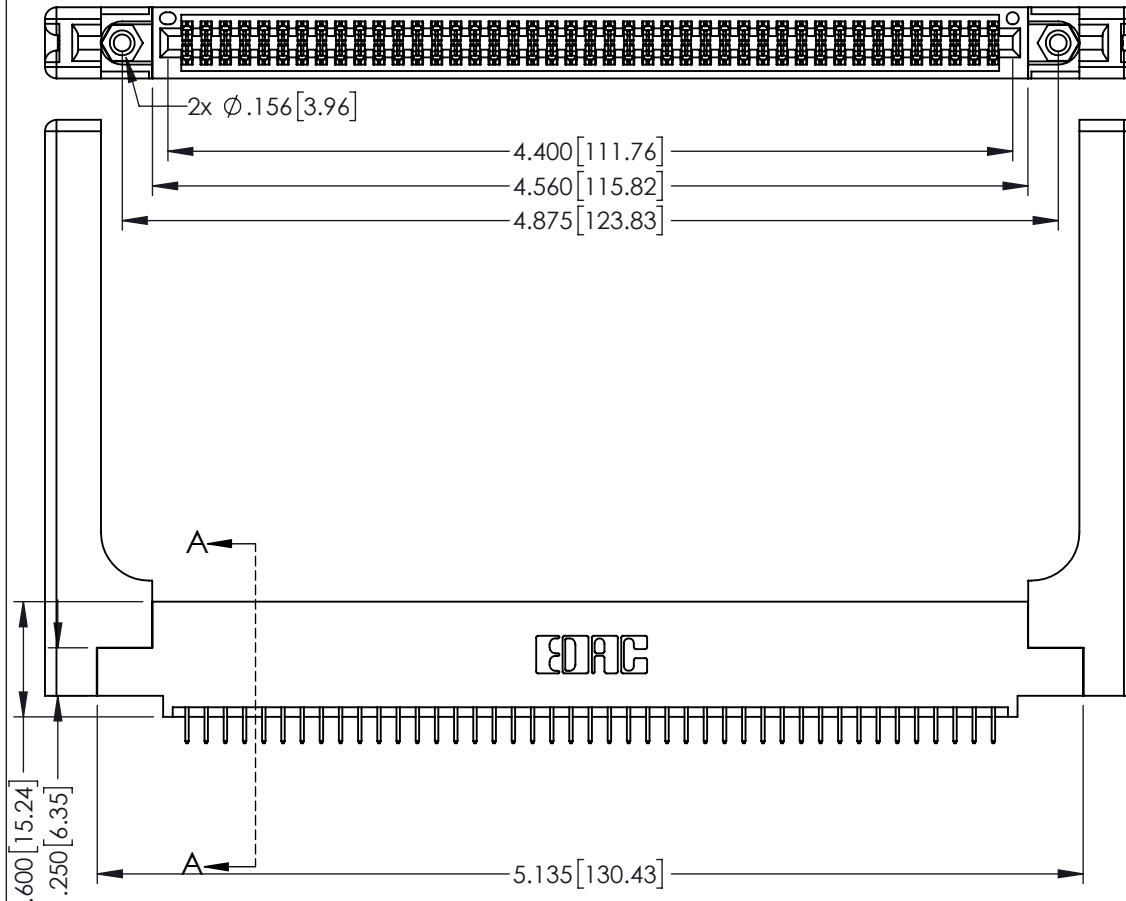 2x ∅.156[3.96]
4.400[111.76]
4.560[115.82]
4.875[123.83]
A
EDAC
.600[15.24]
.250[6.35]
A
5.135[130.43]